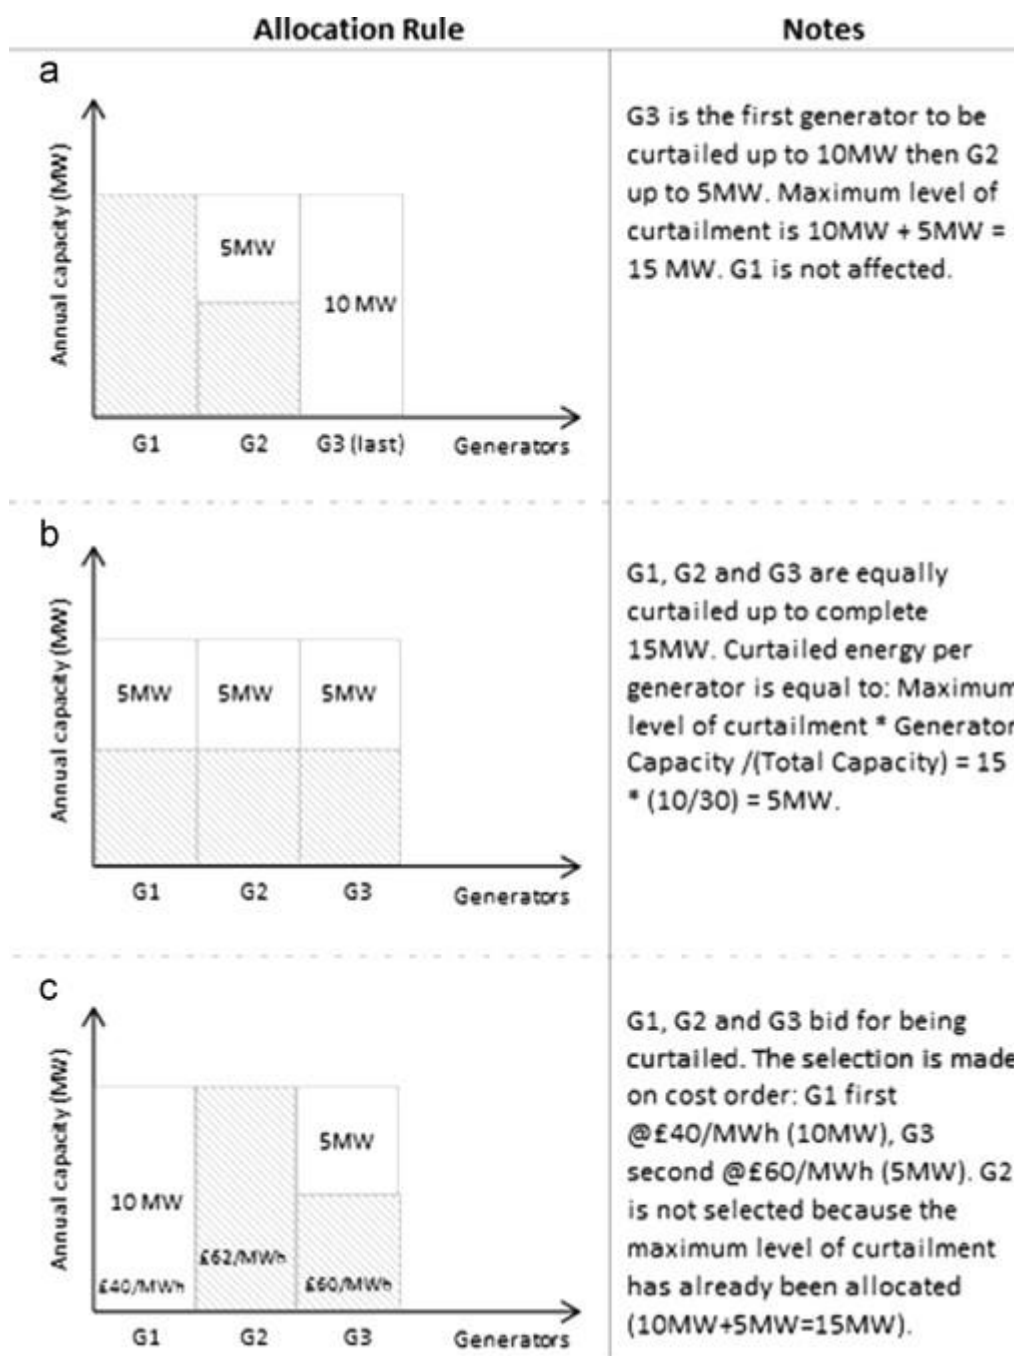 Allocation Rule
Notes
a
Annual capacity (MW)
5MW
10 MW
G1
G2
G3 (last)
Generators
G3 is the first generator to be
curtailed up to 10MW then G2
up to 5MW. Maximum level of
curtailment is 10MW + 5MW =
15 MW. G1 is not affected.
b
Annual capacity (MW)
5MW
5MW
5MW
G1
G2
G3
Generators
G1, G2 and G3 are equally
curtailed up to complete
15MW. Curtailed energy per
generator is equal to: Maximum
level of curtailment * Generator
Capacity /(Total Capacity) = 15
* (10/30) = 5MW.
c
Annual capacity (MW)
5MW
10 MW
£62/MWh
£40/MWh
£60/MWh
G1
G2
G3
Generators
G1, G2 and G3 bid for being
curtailed. The selection is made
on cost order: G1 first
@£40/MWh (10MW), G3
second @£60/MWh (5MW). G2
is not selected because the
maximum level of curtailment
has already been allocated
(10MW+5MW=15MW).